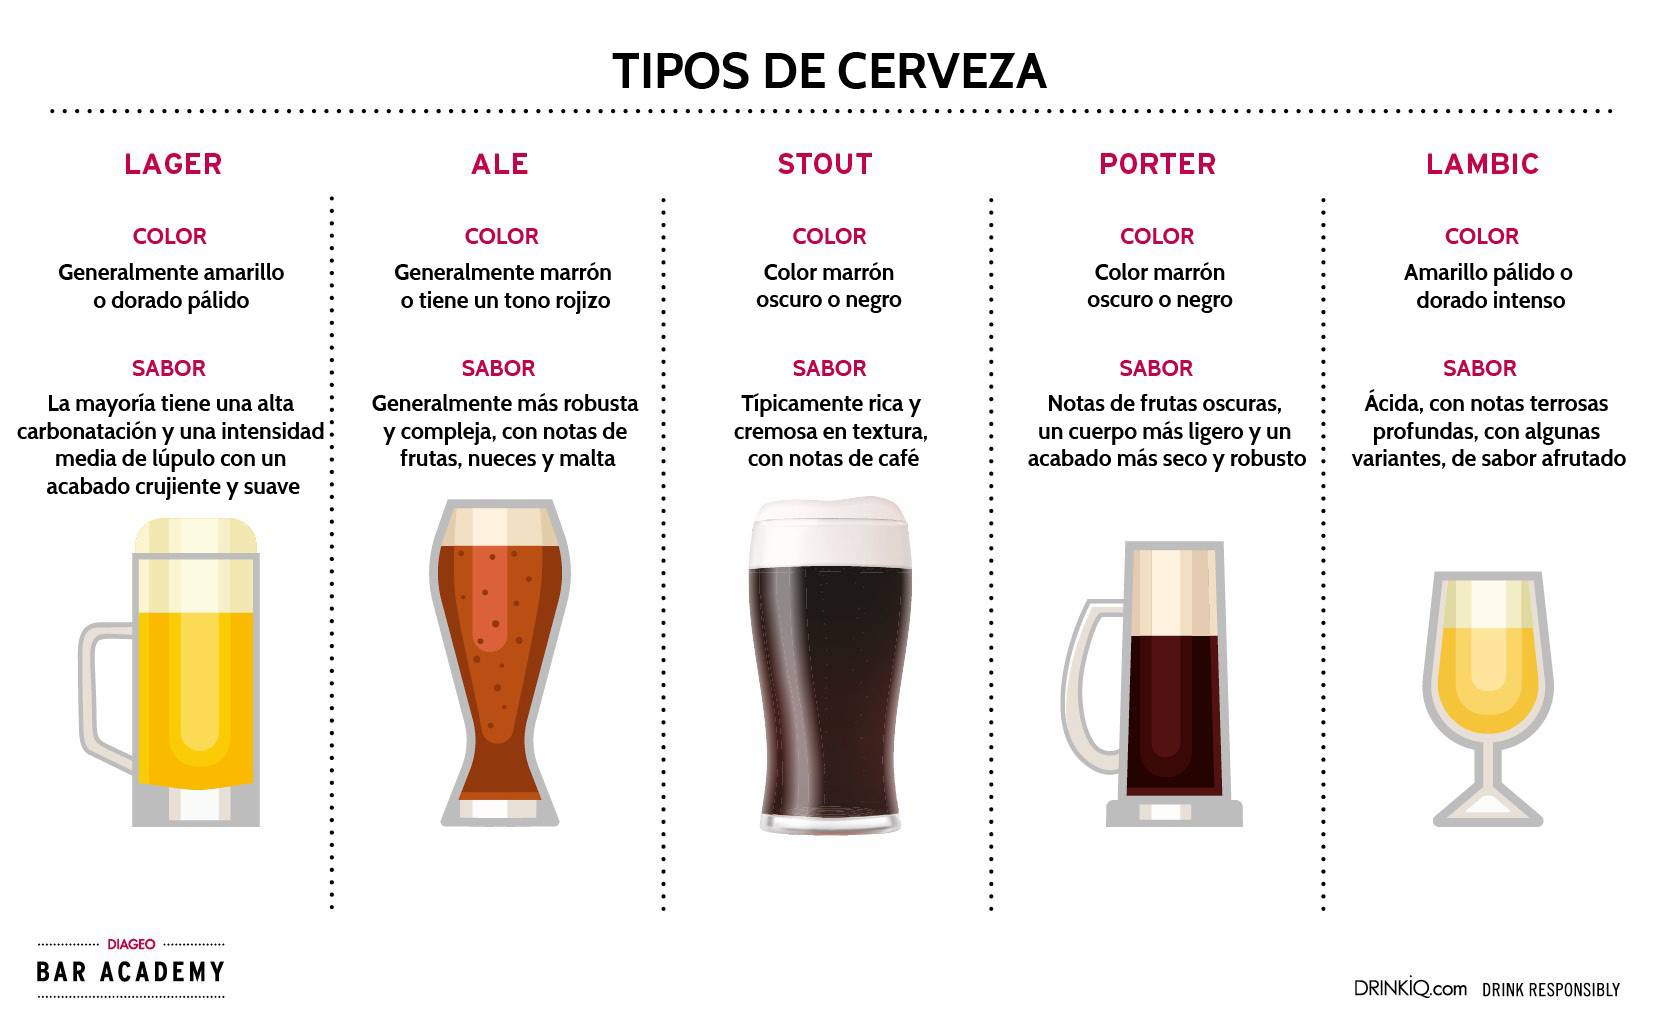 TIPOS DE CERVEZA
LAGER
COLOR
Generalmente amarillo
o dorado pálido
SABOR
La mayoría tiene una alta
carbonatación y una intensidad
media de lúpulo con un
acabado crujiente y suave
ALE
COLOR
Generalmente marrón
o tiene un tono rojizo
SABOR
Generalmente más robusta
y compleja, con notas de
frutas, nueces y malta
STOUT
COLOR
Color marrón
oscuro o negro
SABOR
Típicamente rica y
cremosa en textura,
con notas de café
PORTER
COLOR
Color marrón
oscuro o negro
SABOR
Notas de frutas oscuras,
un cuerpo más ligero y un
acabado más seco y robusto
LAMBIC
COLOR
Amarillo pálido o
dorado intenso
SABOR
Ácida, con notas terrosas
profundas, con algunas
variantes, de sabor afrutado
DIAGEO
BAR ACADEMY
DRINKiQ.com DRINK RESPONSIBLY